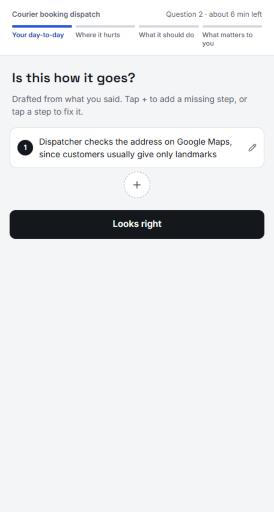 Courier booking dispatch
Question 2 · about 6 min left
Your day-to-day
Where it hurts
What it should do
What matters to
you
Is this how it goes?
Drafted from what you said. Tap + to add a missing step, or
tap a step to fix it.
1
Dispatcher checks the address on Google Maps,
since customers usually give only landmarks
+
Looks right